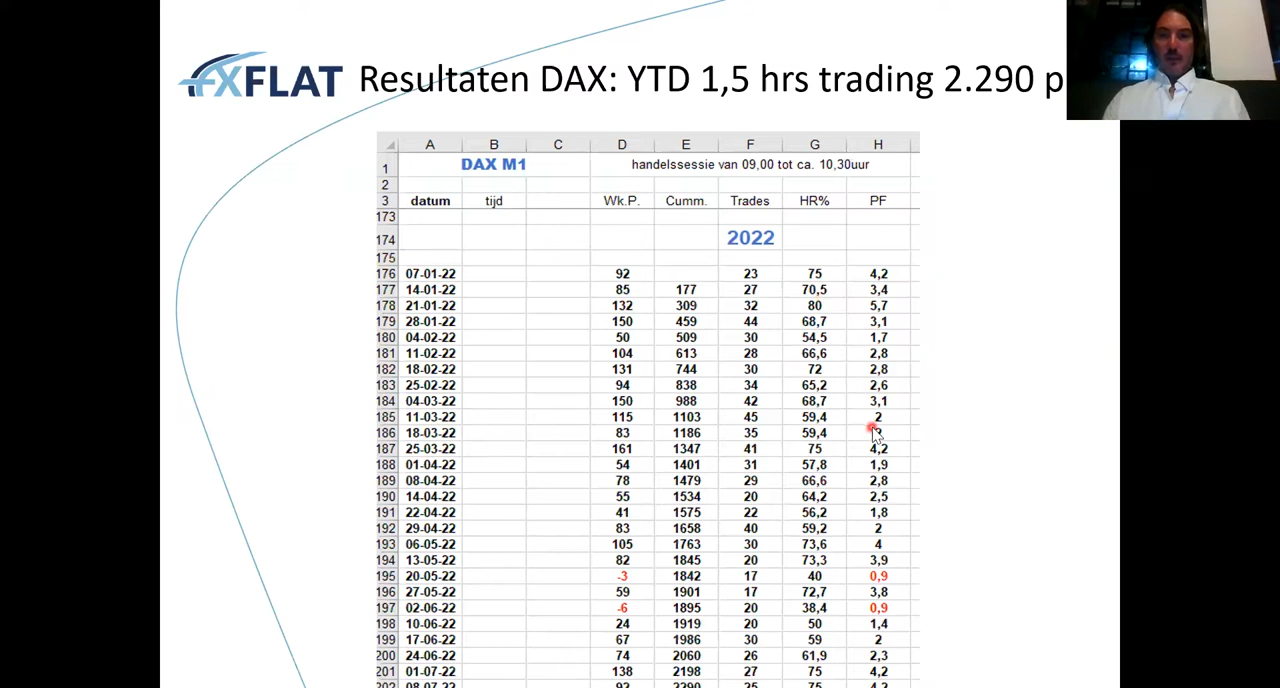 FXFLAT Resultaten DAX: YTD 1,5 hrs trading 2.290 p
A B C D E F G H
1 DAX M1 handelssessie van 09,00 tot ca. 10,30uur
2
3 datum tijd Wk.P. Cumm. Trades HR% PF
173
174 2022
175
176 07-01-22 92 23 75 4,2
177 14-01-22 85 177 27 70,5 3,4
178 21-01-22 132 309 32 80 5,7
179 28-01-22 150 459 44 68,7 3,1
180 04-02-22 50 509 30 54,5 1,7
181 11-02-22 104 613 28 66,6 2,8
182 18-02-22 131 744 30 72 2,8
183 25-02-22 94 838 34 65,2 2,6
184 04-03-22 150 988 42 68,7 3,1
185 11-03-22 115 1103 45 59,4 2
186 18-03-22 83 1186 35 59,4
187 25-03-22 161 1347 41 75 4,2
188 01-04-22 54 1401 31 57,8 1,9
189 08-04-22 78 1479 29 66,6 2,8
190 14-04-22 55 1534 20 64,2 2,5
191 22-04-22 41 1575 22 56,2 1,8
192 29-04-22 83 1658 40 59,2 2
193 06-05-22 105 1763 30 73,6 4
194 13-05-22 82 1845 20 73,3 3,9
195 20-05-22 -3 1842 17 40 0,9
196 27-05-22 59 1901 17 72,7 3,8
197 02-06-22 -6 1895 20 38,4 0,9
198 10-06-22 24 1919 20 50 1,4
199 17-06-22 67 1986 30 59 2
200 24-06-22 74 2060 26 61,9 2,3
201 01-07-22 138 2198 27 75 4,2
202 08-07-22 92 2290 25 75 4,2